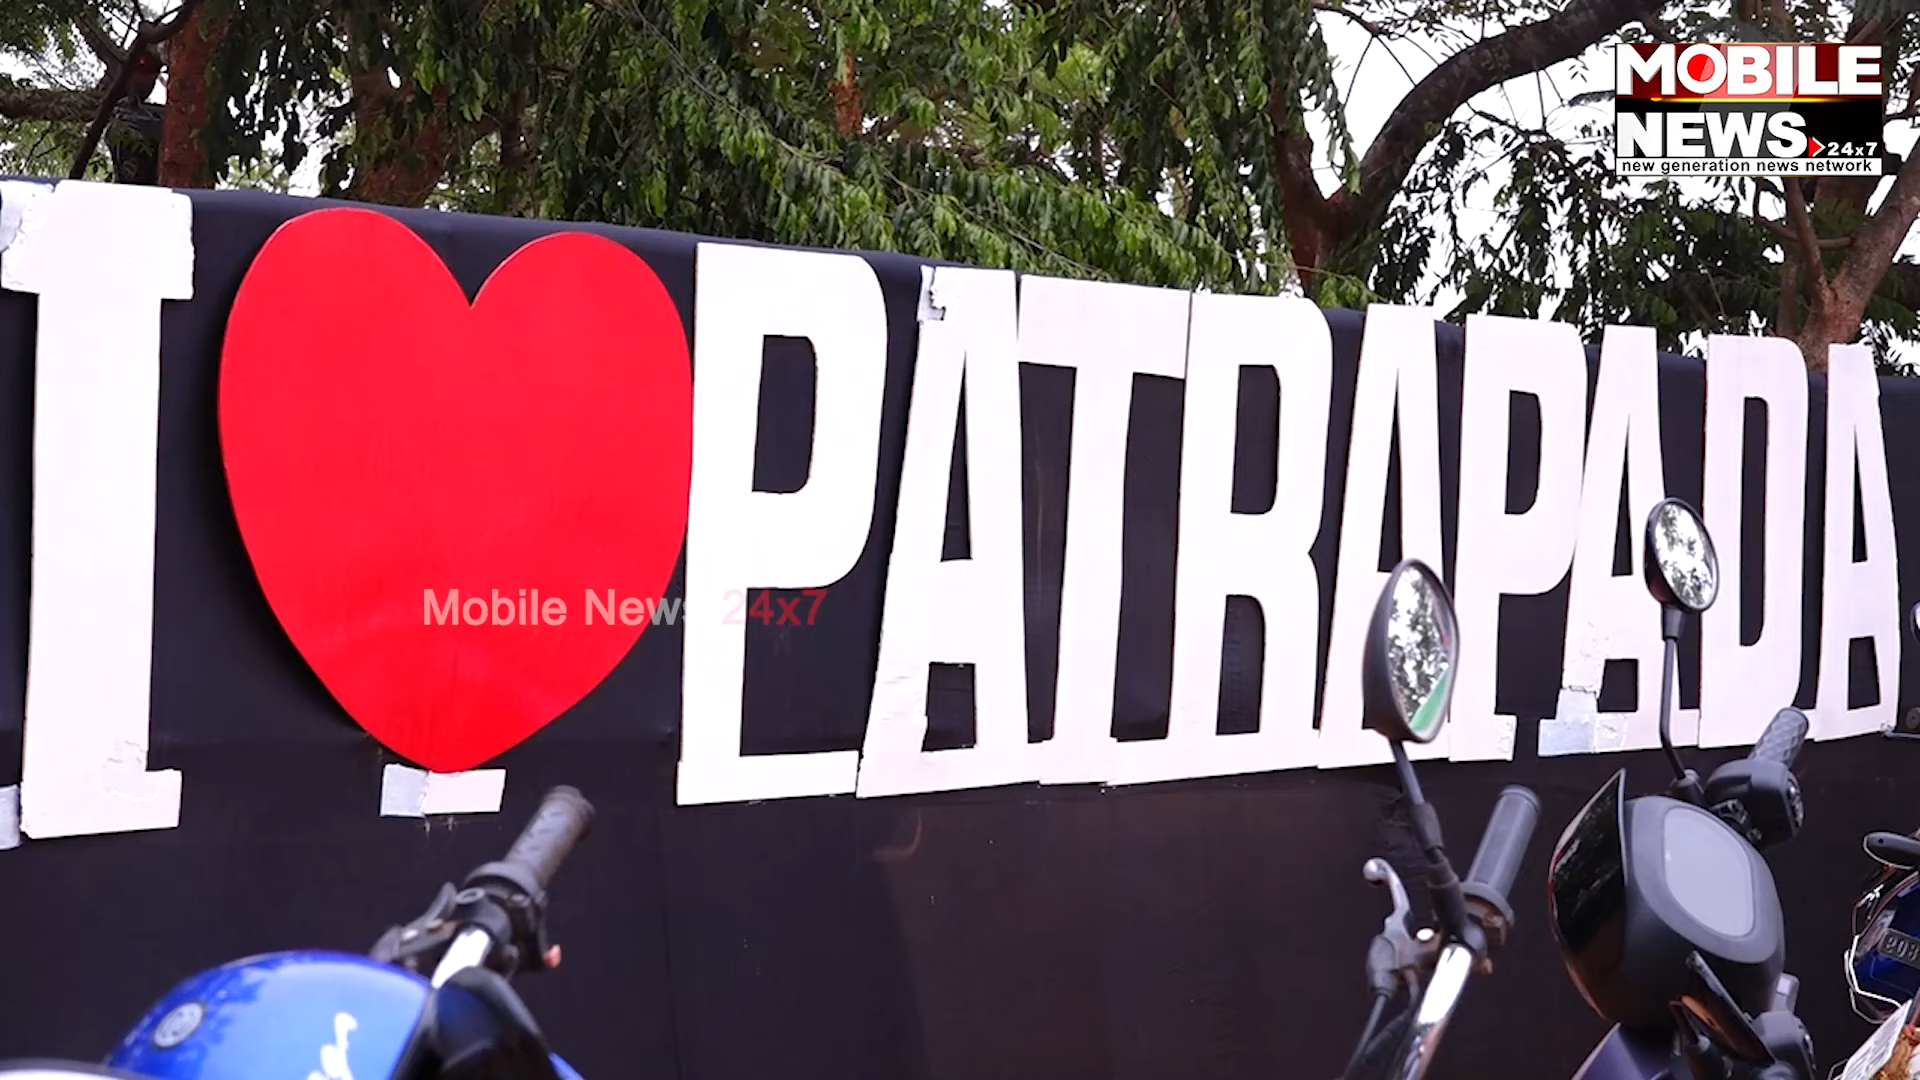 MOBILE
NEWS 24x7
new generation news network
I PATRAPADA
Mobile News 24x7